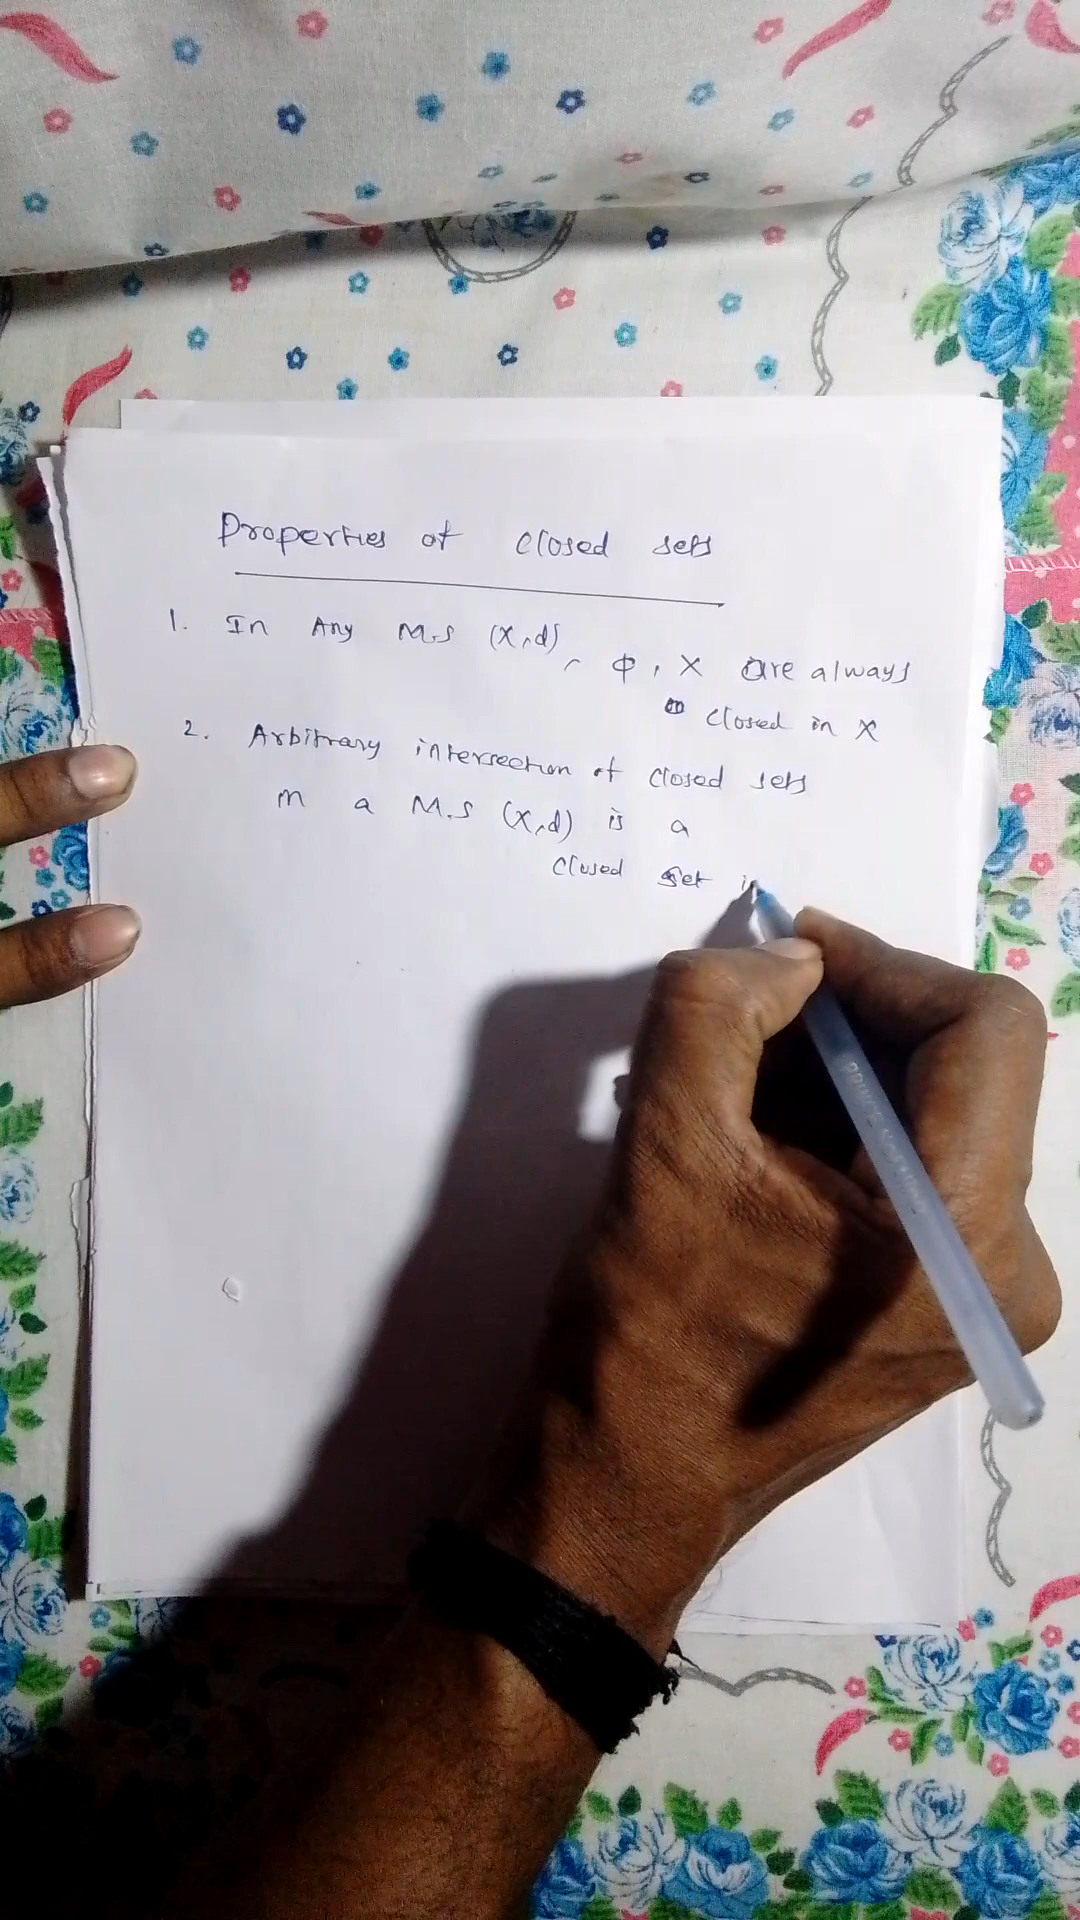 Properties of closed sets
1. In Any M.S (X,d), φ, X are always
closed in X
2. Arbitrary intersection of closed sets
in a M.S (X,d) is a
closed set i